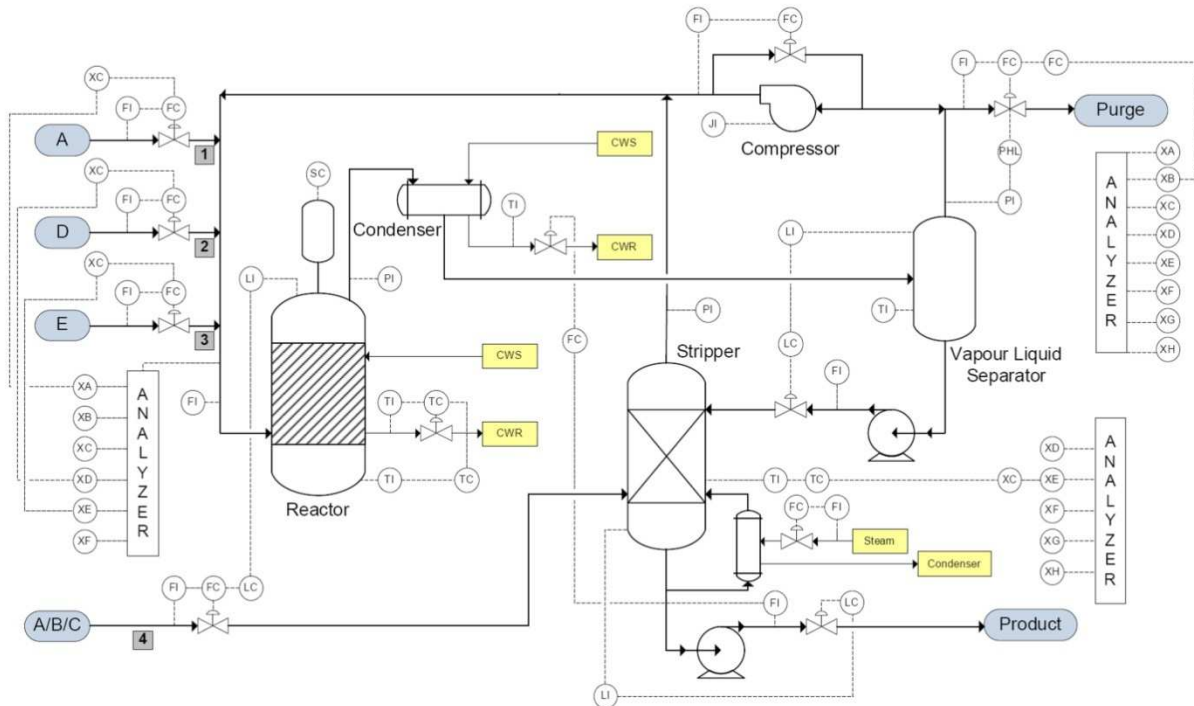 FI FC
XC FI FC FC
FI FC
A Purge
1 JI Compressor
CWS
XC SC PHL XA
FI FC XB
TI XC
D Condenser PI XD
2 LI CWR XE
XC LI PI XF
FI FC TI XG
E PI XH
3 FC Stripper
CWS LC Vapour Liquid
Separator
FI
XA
XB FI TI TC
XC CWR XD
XD TI TC TI TC XC XE
XE Reactor FC FI XF
XF Steam XG
Condenser XH
FI FC LC
A/B/C FI LC
4 Product
LI
A
N
A
L
Y
Z
E
R
A
N
A
L
Y
Z
E
R
A
N
A
L
Y
Z
E
R